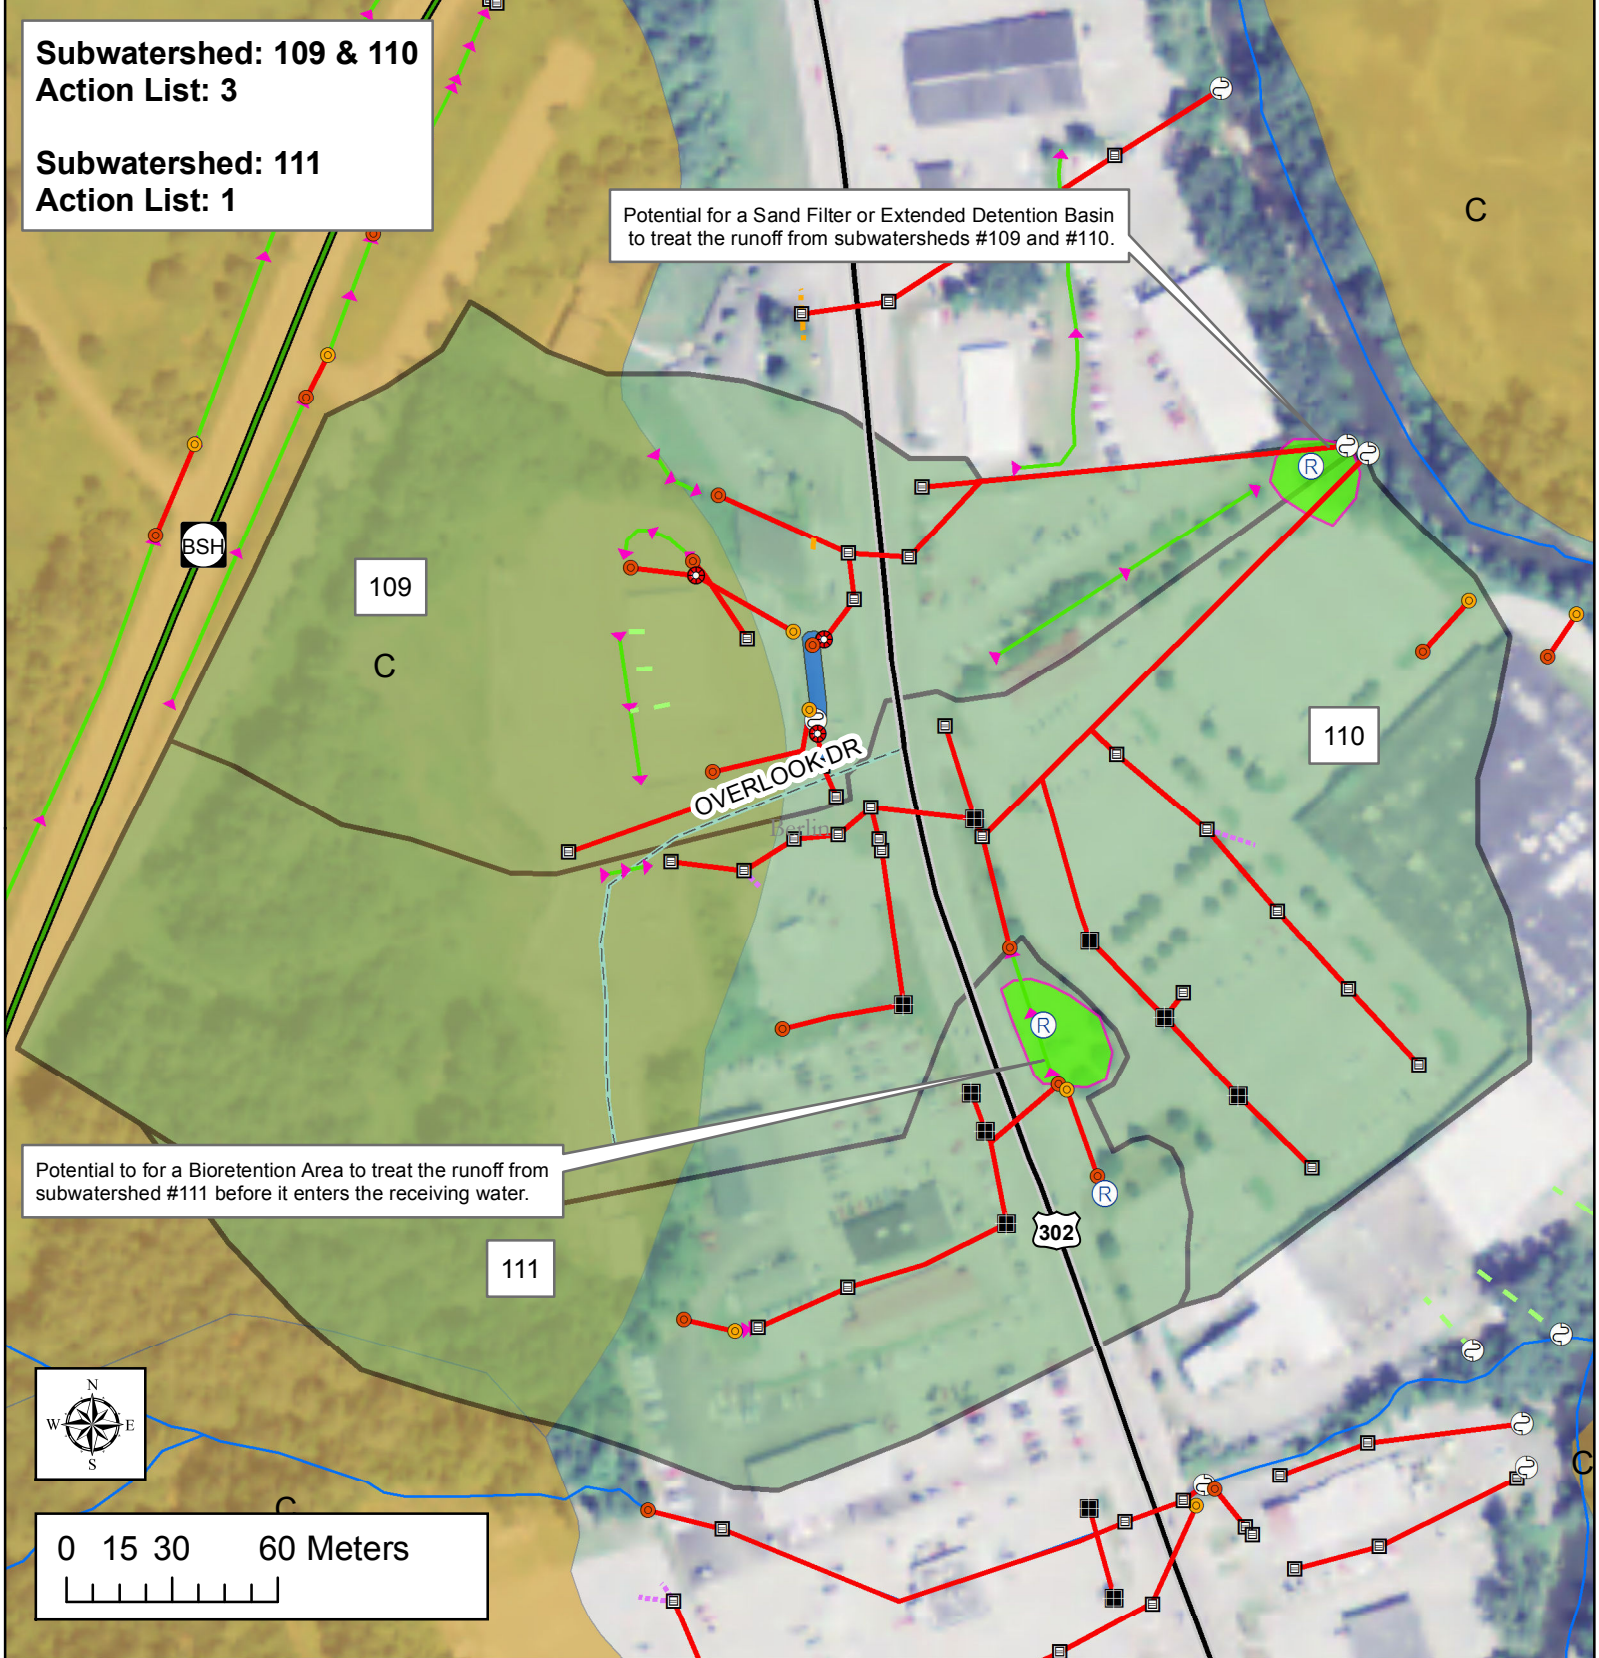 Subwatershed: 109 & 110
Action List: 3
Subwatershed: 111
Action List: 1
C
Potential for a Sand Filter or Extended Detention Basin
to treat the runoff from subwatersheds #109 and #110.
R
BSH
109
C
110
OVERLOOK DR
Berlin
R
Potential to for a Bioretention Area to treat the runoff from
subwatershed #111 before it enters the receiving water.
R
302
111
N
W E
S
C
C
0 15 30 60 Meters